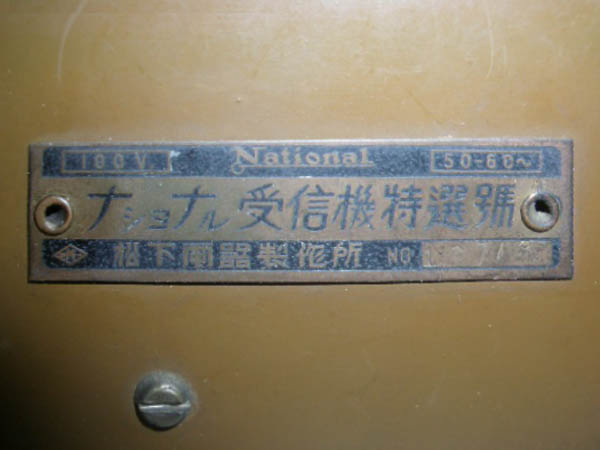 100V National 50-60～
ナショナル受信機特選號
松下電器製作所 NO